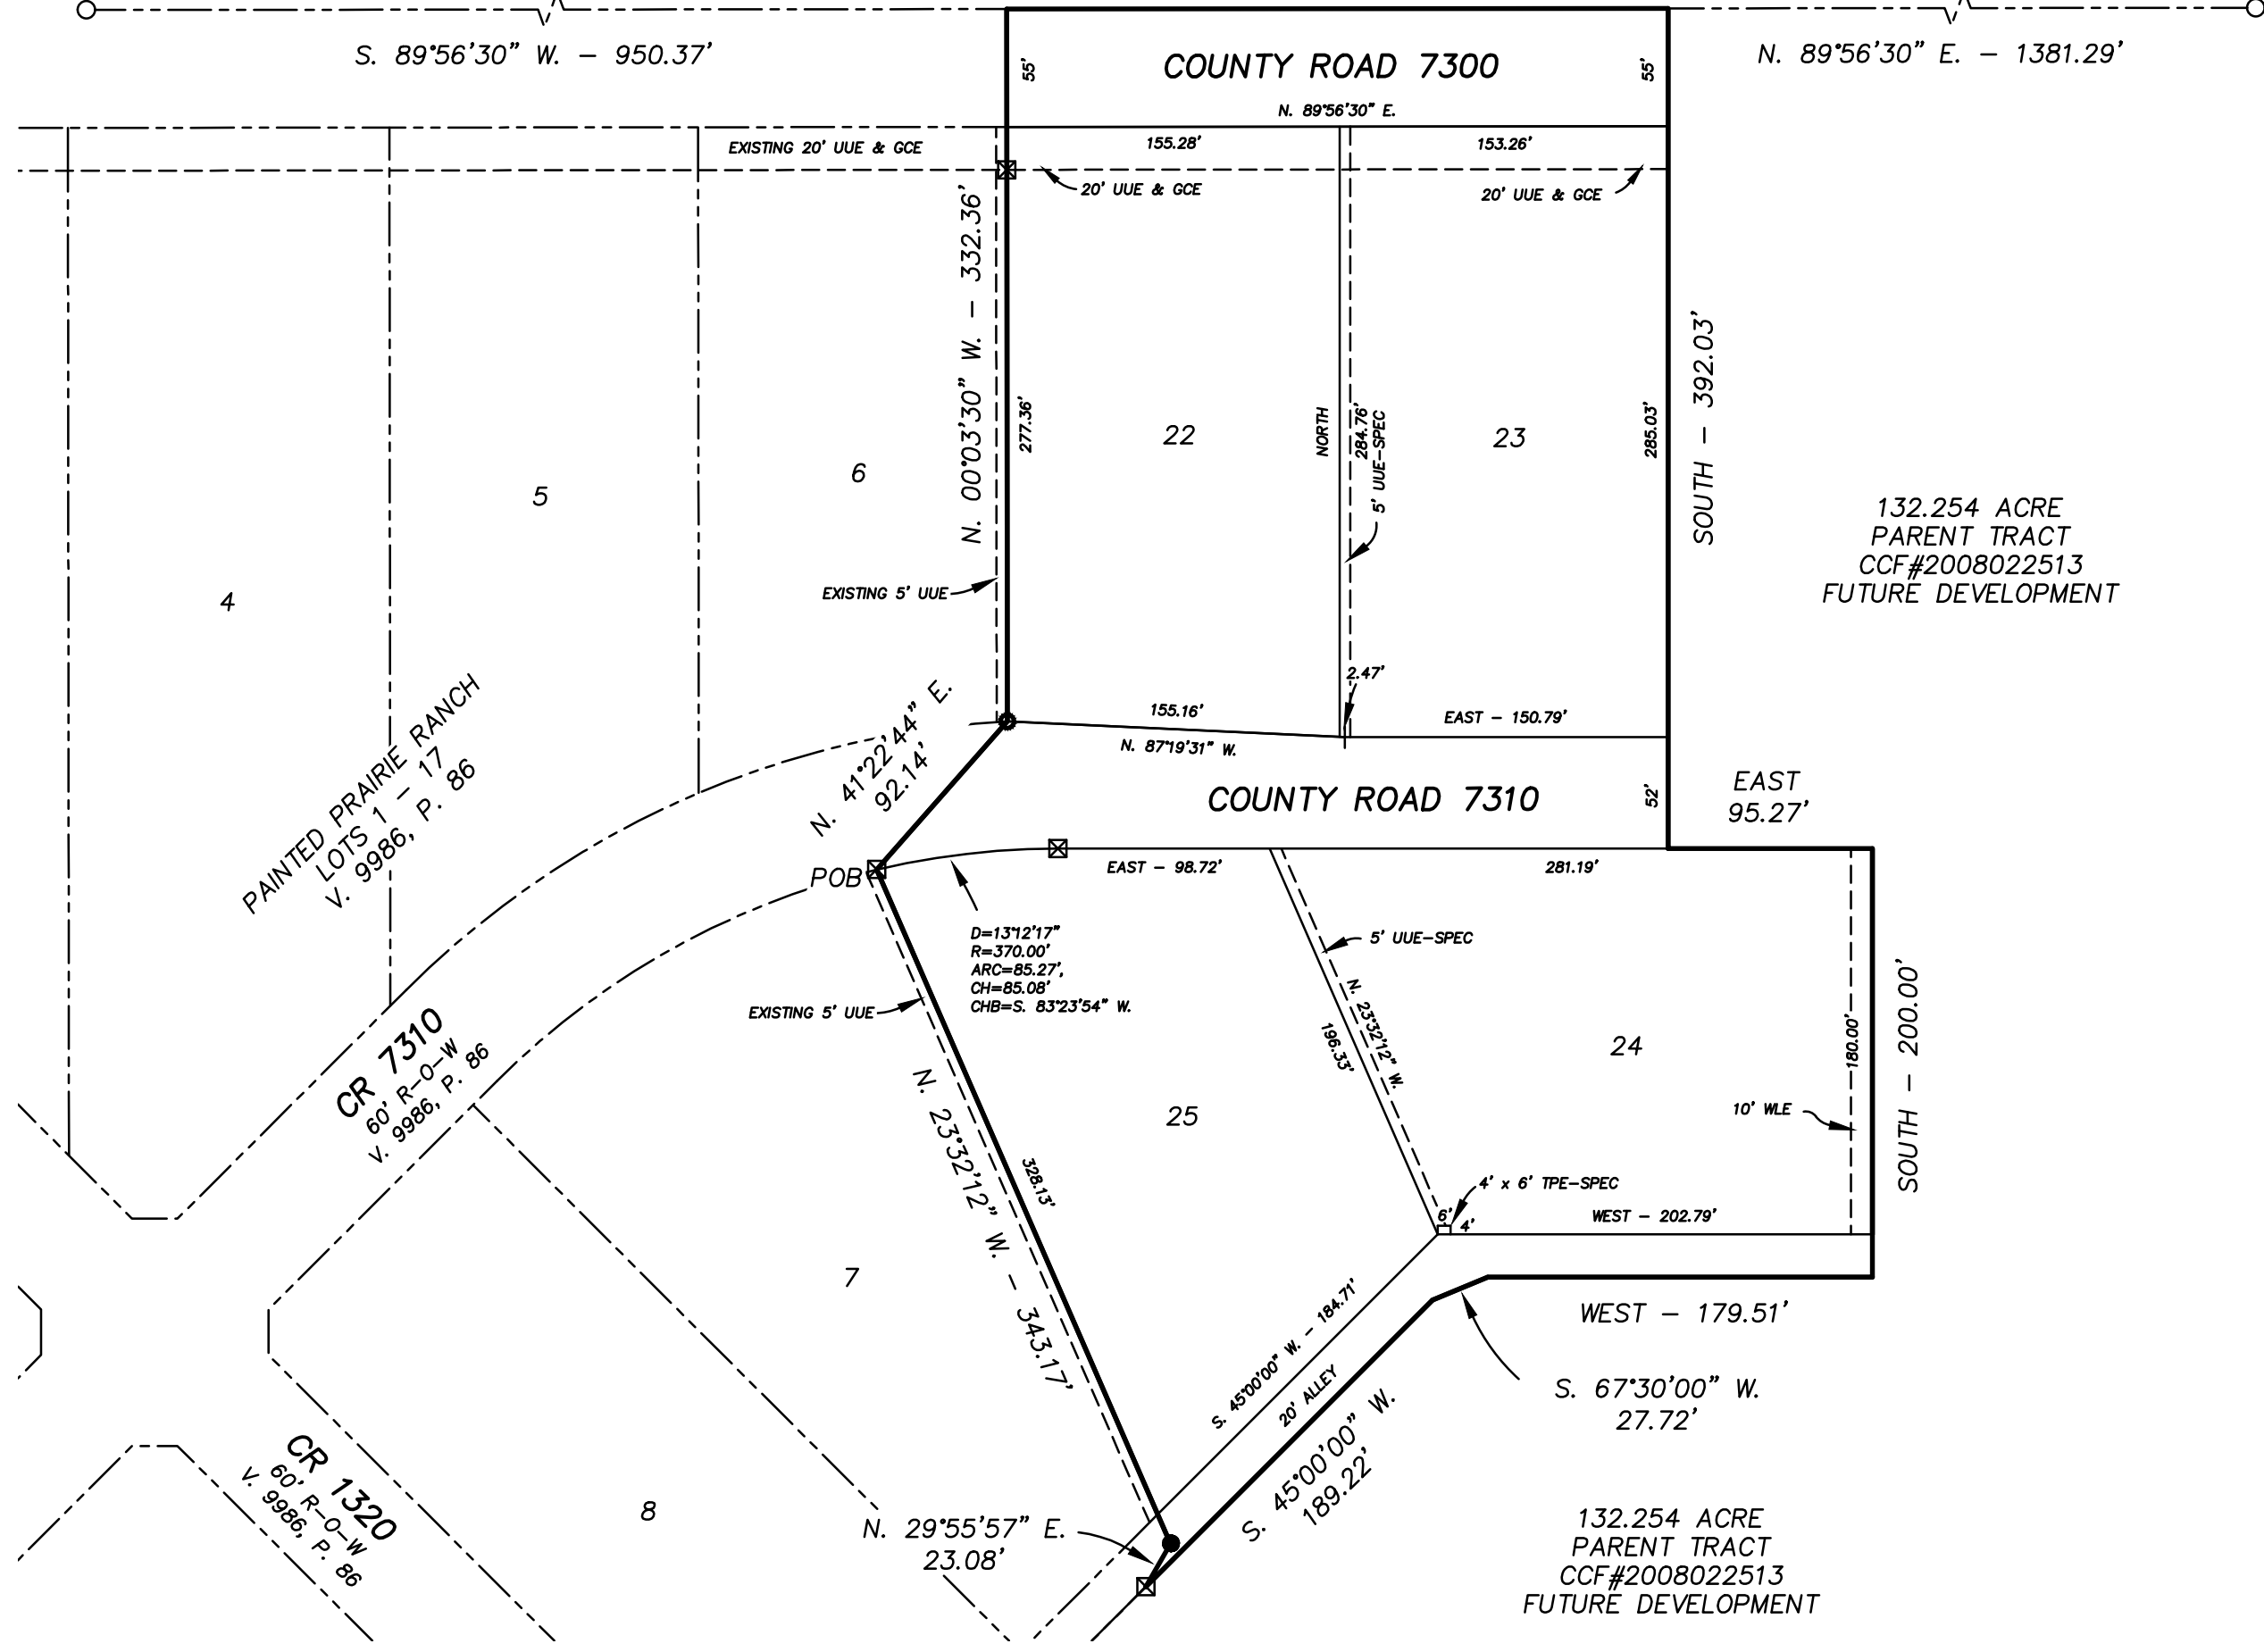 S. 89°56'30" W. - 950.37'
COUNTY ROAD 7300
N. 89°56'30" E. - 1381.29'
55'
55'
N. 89°56'30" E.
EXISTING 20' UUE & GCE
155.28'
153.26'
20' UUE & GCE
20' UUE & GCE
N. 00°03'30" W. - 332.36'
277.36'
22
NORTH
284.76'
5' UUE-SPEC
23
285.03'
SOUTH - 392.03'
4
5
6
132.254 ACRE
PARENT TRACT
CCF#2008022513
FUTURE DEVELOPMENT
EXISTING 5' UUE
2.47'
155.16'
N. 87°19'31" W.
EAST - 150.79'
N. 41°22'44" E.
92.14'
PAINTED PRAIRIE RANCH
LOTS 1 - 17
V. 9986, P. 86
COUNTY ROAD 7310
52'
EAST
95.27'
POB
EAST - 98.72'
281.19'
D=13°12'17"
R=370.00'
ARC=85.27',
CH=85.08'
CHB=S. 83°23'54" W.
5' UUE-SPEC
EXISTING 5' UUE
CR 7310
60' R-O-W
V. 9986, P. 86
N. 23°32'12" W.
196.33'
24
180.00'
SOUTH - 200.00'
10' WLE
25
N. 23°32'12" W. - 343.17'
328.13'
4' x 6' TPE-SPEC
6'
4'
WEST - 202.79'
7
S. 45°00'00" W. - 184.71'
20' ALLEY
WEST - 179.51'
S. 67°30'00" W.
27.72'
S. 45°00'00" W.
189.22'
CR 1320
60' R-O-W
V. 9986, P. 86
8
N. 29°55'57" E.
23.08'
132.254 ACRE
PARENT TRACT
CCF#2008022513
FUTURE DEVELOPMENT